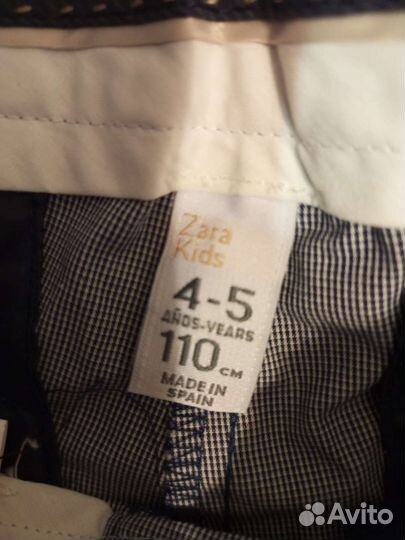 Zara
Kids
4-5
AÑOS-YEARS
110 CM
MADE IN
SPAIN
Avito